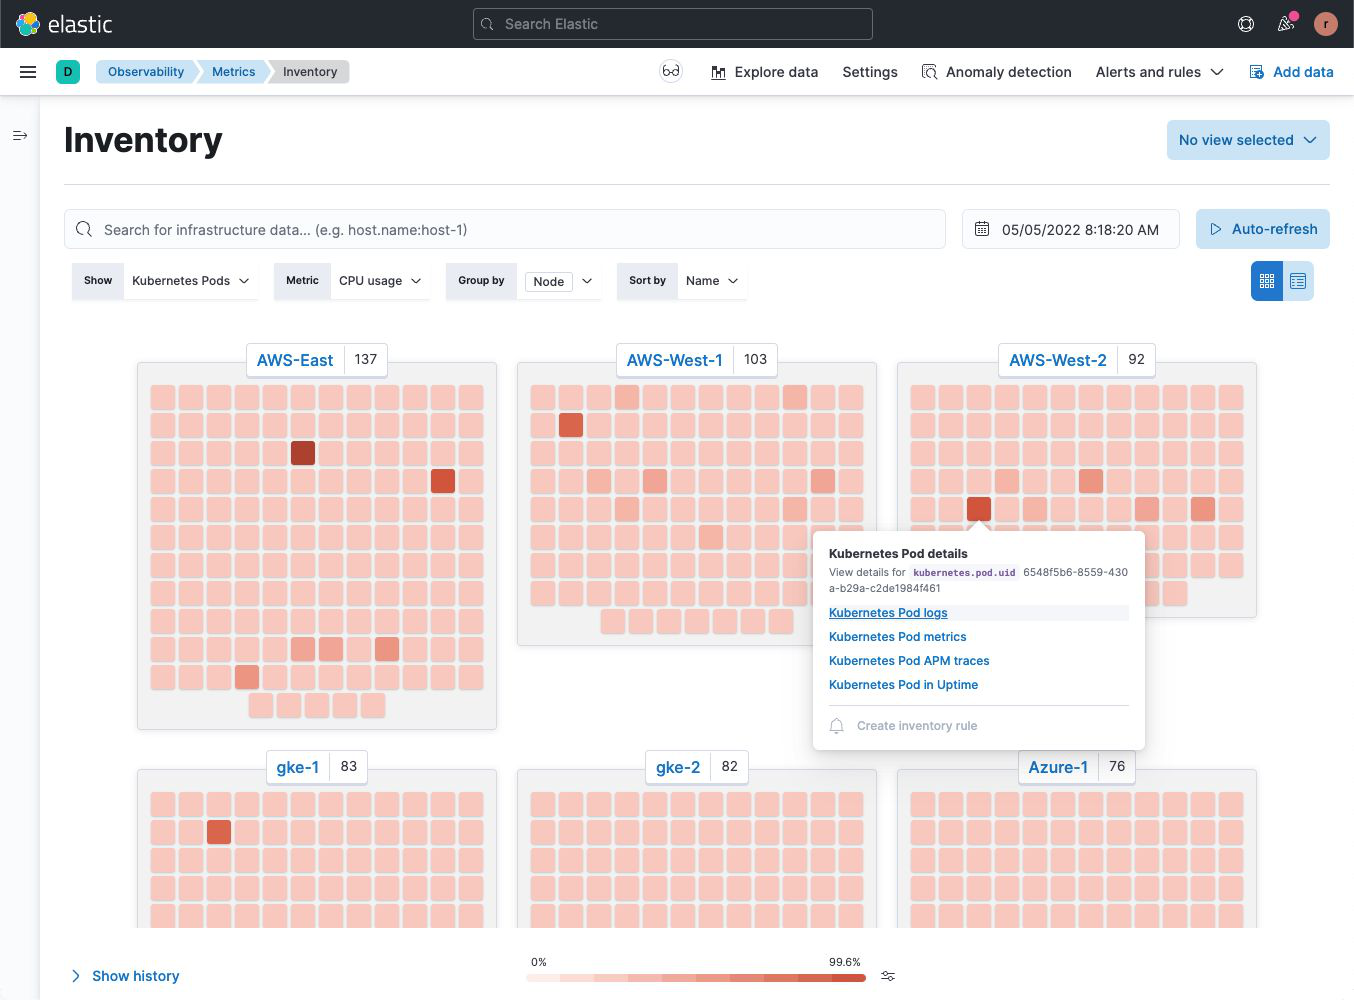 elastic
Search Elastic
r
D
Observability
Metrics
Inventory
Explore data
Settings
Anomaly detection
Alerts and rules
Add data
Inventory
No view selected
Search for infrastructure data... (e.g. host.name:host-1)
05/05/2022 8:18:20 AM
Auto-refresh
Show
Kubernetes Pods
Metric
CPU usage
Group by
Node
Sort by
Name
AWS-East 137
AWS-West-1 103
AWS-West-2 92
Kubernetes Pod details
View details for kubernetes.pod.uid 6548f5b6-8559-430
a-b29a-c2de1984f461
Kubernetes Pod logs
Kubernetes Pod metrics
Kubernetes Pod APM traces
Kubernetes Pod in Uptime
Create inventory rule
gke-1 83
gke-2 82
Azure-1 76
Show history
0%
99.6%